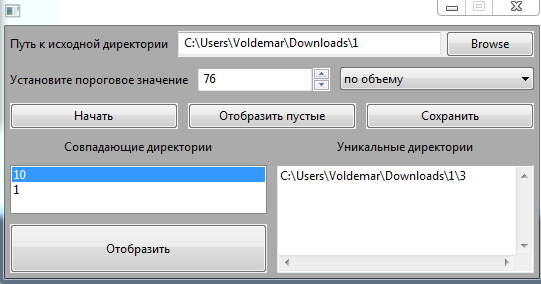 Путь к исходной директории C:\Users\Voldemar\Downloads\1 Browse
Установите пороговое значение 76 по объему
Начать Отобразить пустые Сохранить
Совпадающие директории Уникальные директории
10 C:\Users\Voldemar\Downloads\1\3
1
Отобразить